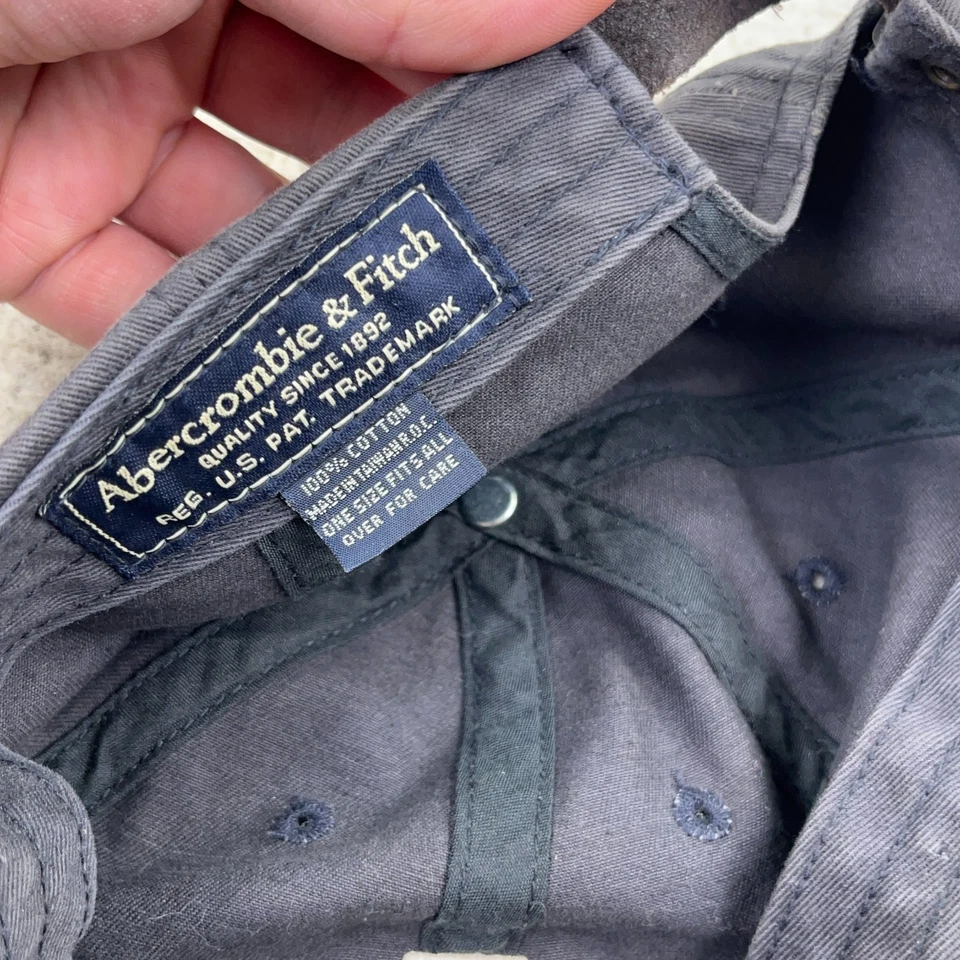 Abercrombie & Fitch
QUALITY SINCE 1892
REG. U.S. PAT. TRADEMARK
100% COTTON
MADE IN TAIWAN R.O.C.
ONE SIZE FITS ALL
OVER FOR CARE